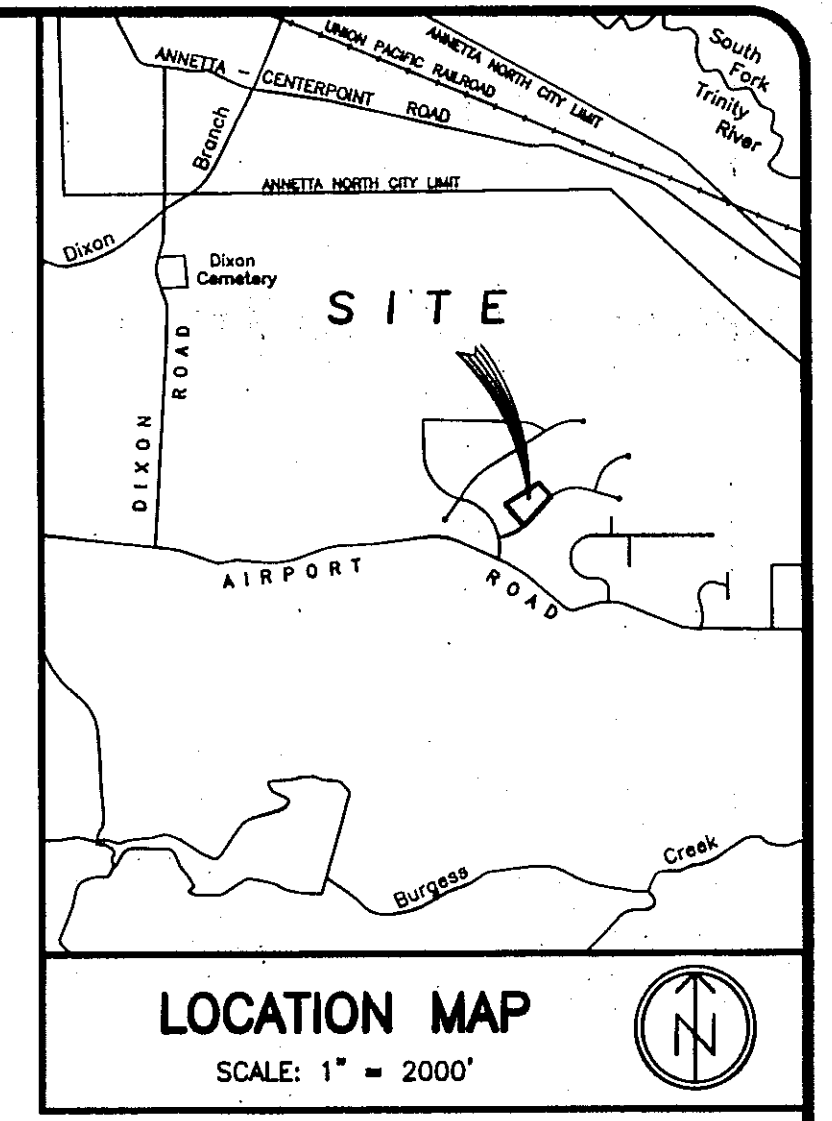 UNION PACIFIC RAILROAD
ANNETTA NORTH CITY LIMIT
South
Fork
Trinity
River
ANNETTA - CENTERPOINT ROAD
Branch
ANNETTA NORTH CITY LIMIT
Dixon
Dixon
Cemetery
SITE
DIXON ROAD
AIRPORT ROAD
Burgess Creek
LOCATION MAP
N
SCALE: 1" = 2000'